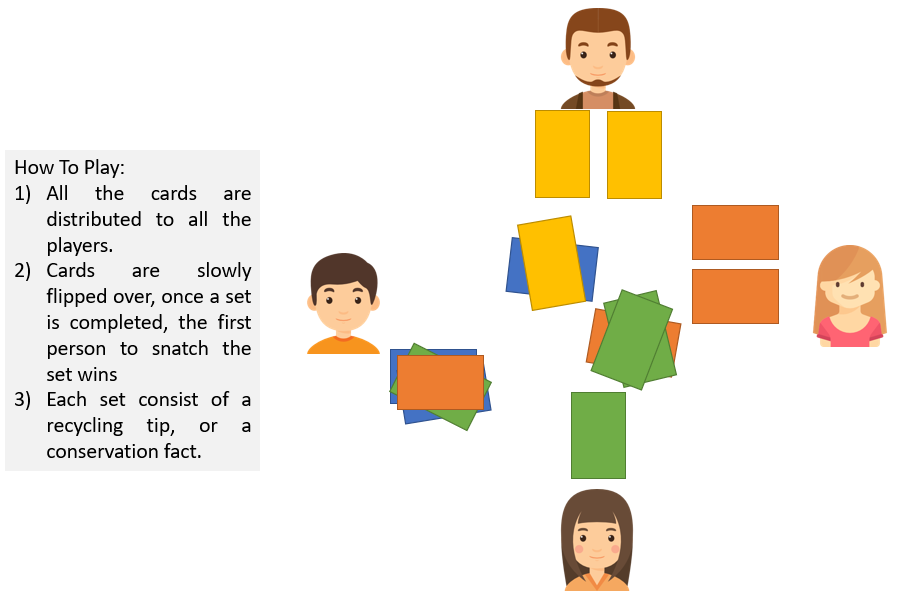 How To Play:
1) All the cards are
distributed to all the
players.
2) Cards are slowly
flipped over, once a set
is completed, the first
person to snatch the
set wins
3) Each set consist of a
recycling tip, or a
conservation fact.